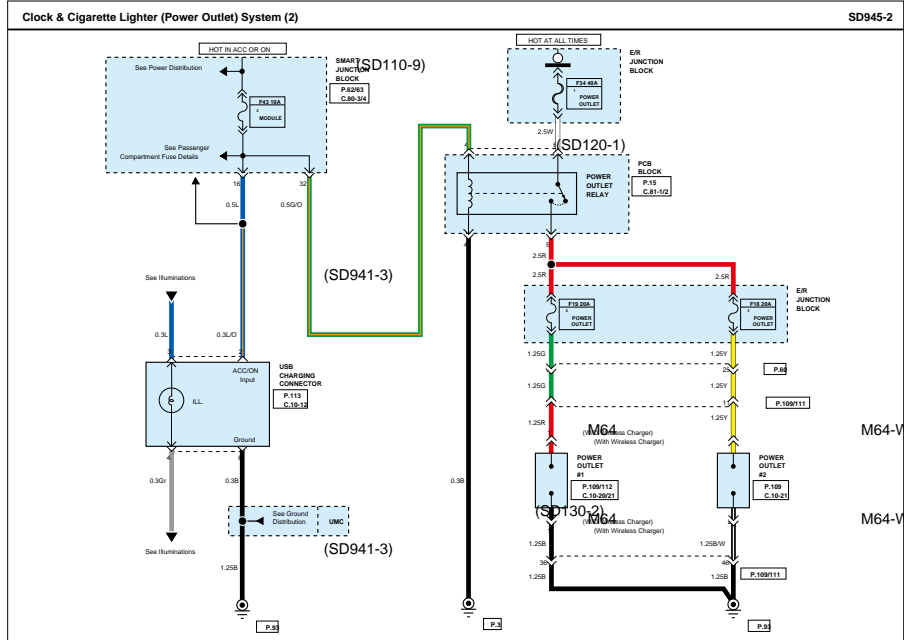 Clock & Cigarette Lighter (Power Outlet) System (2)
SD945-2
HOT IN ACC OR ON
HOT AT ALL TIMES
See Power Distribution
SMART
JUNCTION
BLOCK
(SD110-9)
P.62/63
C.80-3/4
F43 10A
2
MODULE
See Passenger
Compartment Fuse Details
E/R
JUNCTION
BLOCK
F34 40A
1
POWER
OUTLET
2.5W
(SD120-1)
PCB
BLOCK
P.15
C.81-1/2
POWER
OUTLET
RELAY
16
32
0.5L
0.5G/O
(SD941-3)
See Illuminations
2.5R
2.5R
2.5R
E/R
JUNCTION
BLOCK
F19 20A
POWER
OUTLET
F18 20A
POWER
OUTLET
0.3L
0.3L/O
USB
CHARGING
CONNECTOR
P.113
C.10-12
ACC/ON
Input
ILL.
Ground
1.25G
1.25Y
25
P.60
1.25G
1.25Y
11
P.109/111
1.25R
1.25Y
M64
(With Wireless Charger)
M64-W
POWER
OUTLET
#1
P.109/112
C.10-20/21
POWER
OUTLET
#2
P.109
C.10-21
0.3Gr
0.3B
0.3B
See Ground
Distribution
UMC
(SD130-2)
M64
(With Wireless Charger)
M64-W
See Illuminations
(SD941-3)
1.25B
1.25B/W
36
46
1.25B
1.25B
1.25B
P.109/111
P.93
P.3
P.93